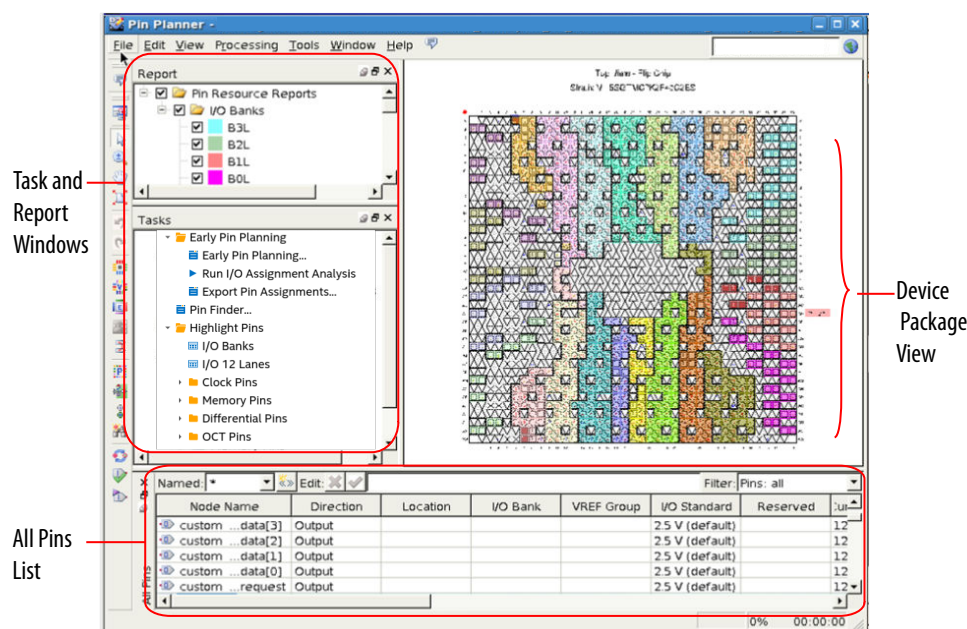 Pin Planner -
File Edit View Processing Tools Window Help
Report
Pin Resource Reports
I/O Banks
B3L
B2L
B1L
B0L
Tasks
Early Pin Planning
Early Pin Planning...
Run I/O Assignment Analysis
Export Pin Assignments...
Pin Finder...
Highlight Pins
I/O Banks
I/O 12 Lanes
Clock Pins
Memory Pins
Differential Pins
OCT Pins
Task and
Report
Windows
Device
Package
View
All Pins
List
All Pins
Named: * Edit: Filter: Pins: all
Node Name Direction Location I/O Bank VREF Group I/O Standard Reserved
custom ...data[3] Output 2.5 V (default) 12
custom ...data[2] Output 2.5 V (default) 12
custom ...data[1] Output 2.5 V (default) 12
custom ...data[0] Output 2.5 V (default) 12
custom ...request Output 2.5 V (default) 12
0% 00:00:00